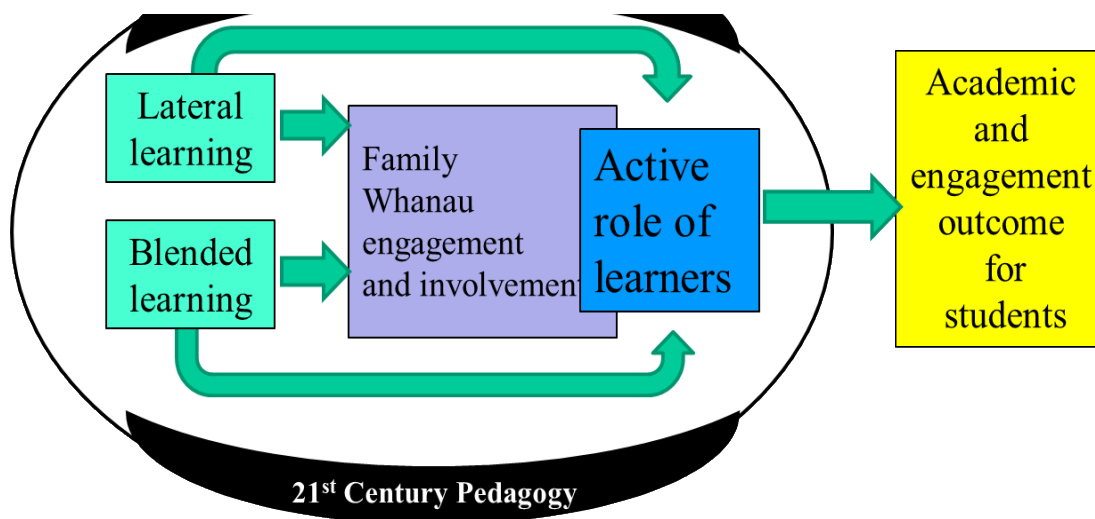 Lateral
learning
Blended
learning
Family
Whanau
engagement
and involvement
Active
role of
learners
Academic
and
engagement
outcome
for
students
21st Century Pedagogy